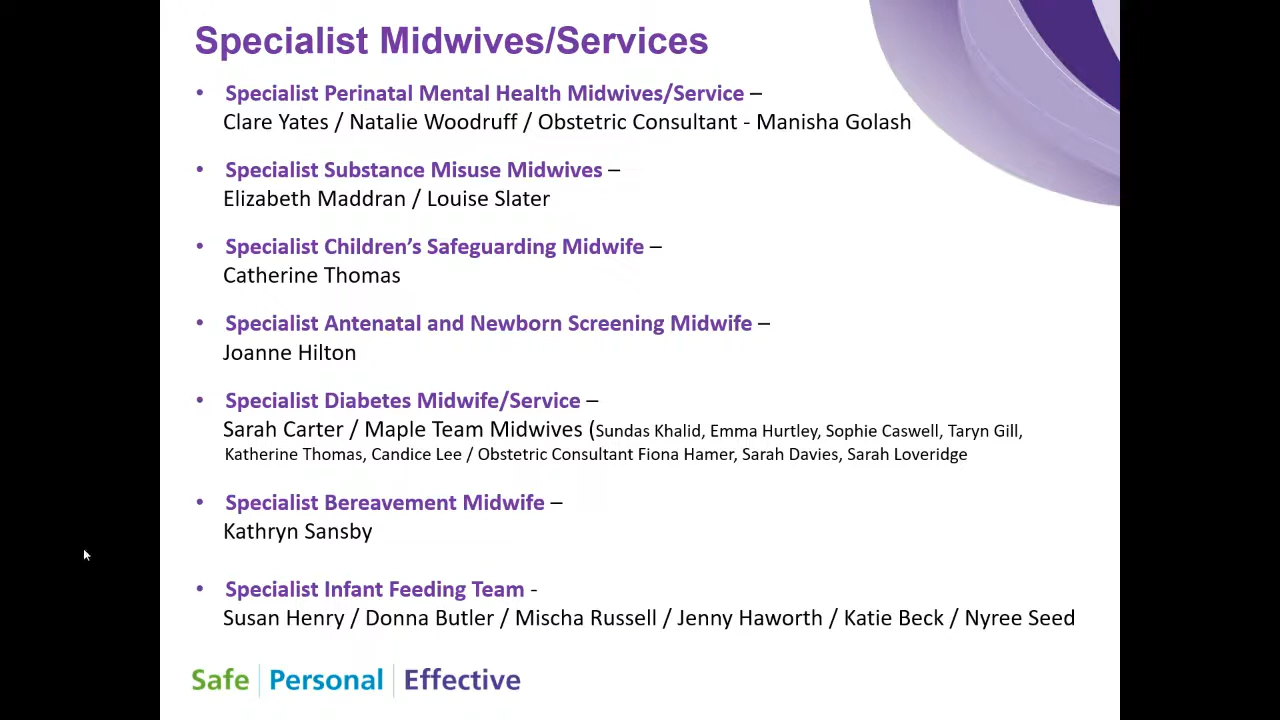 Specialist Midwives/Services
• Specialist Perinatal Mental Health Midwives/Service –
Clare Yates / Natalie Woodruff / Obstetric Consultant - Manisha Golash
• Specialist Substance Misuse Midwives –
Elizabeth Maddran / Louise Slater
• Specialist Children’s Safeguarding Midwife –
Catherine Thomas
• Specialist Antenatal and Newborn Screening Midwife –
Joanne Hilton
• Specialist Diabetes Midwife/Service –
Sarah Carter / Maple Team Midwives (Sundas Khalid, Emma Hurtley, Sophie Caswell, Taryn Gill,
Katherine Thomas, Candice Lee / Obstetric Consultant Fiona Hamer, Sarah Davies, Sarah Loveridge
• Specialist Bereavement Midwife –
Kathryn Sansby
• Specialist Infant Feeding Team -
Susan Henry / Donna Butler / Mischa Russell / Jenny Haworth / Katie Beck / Nyree Seed
Safe | Personal | Effective